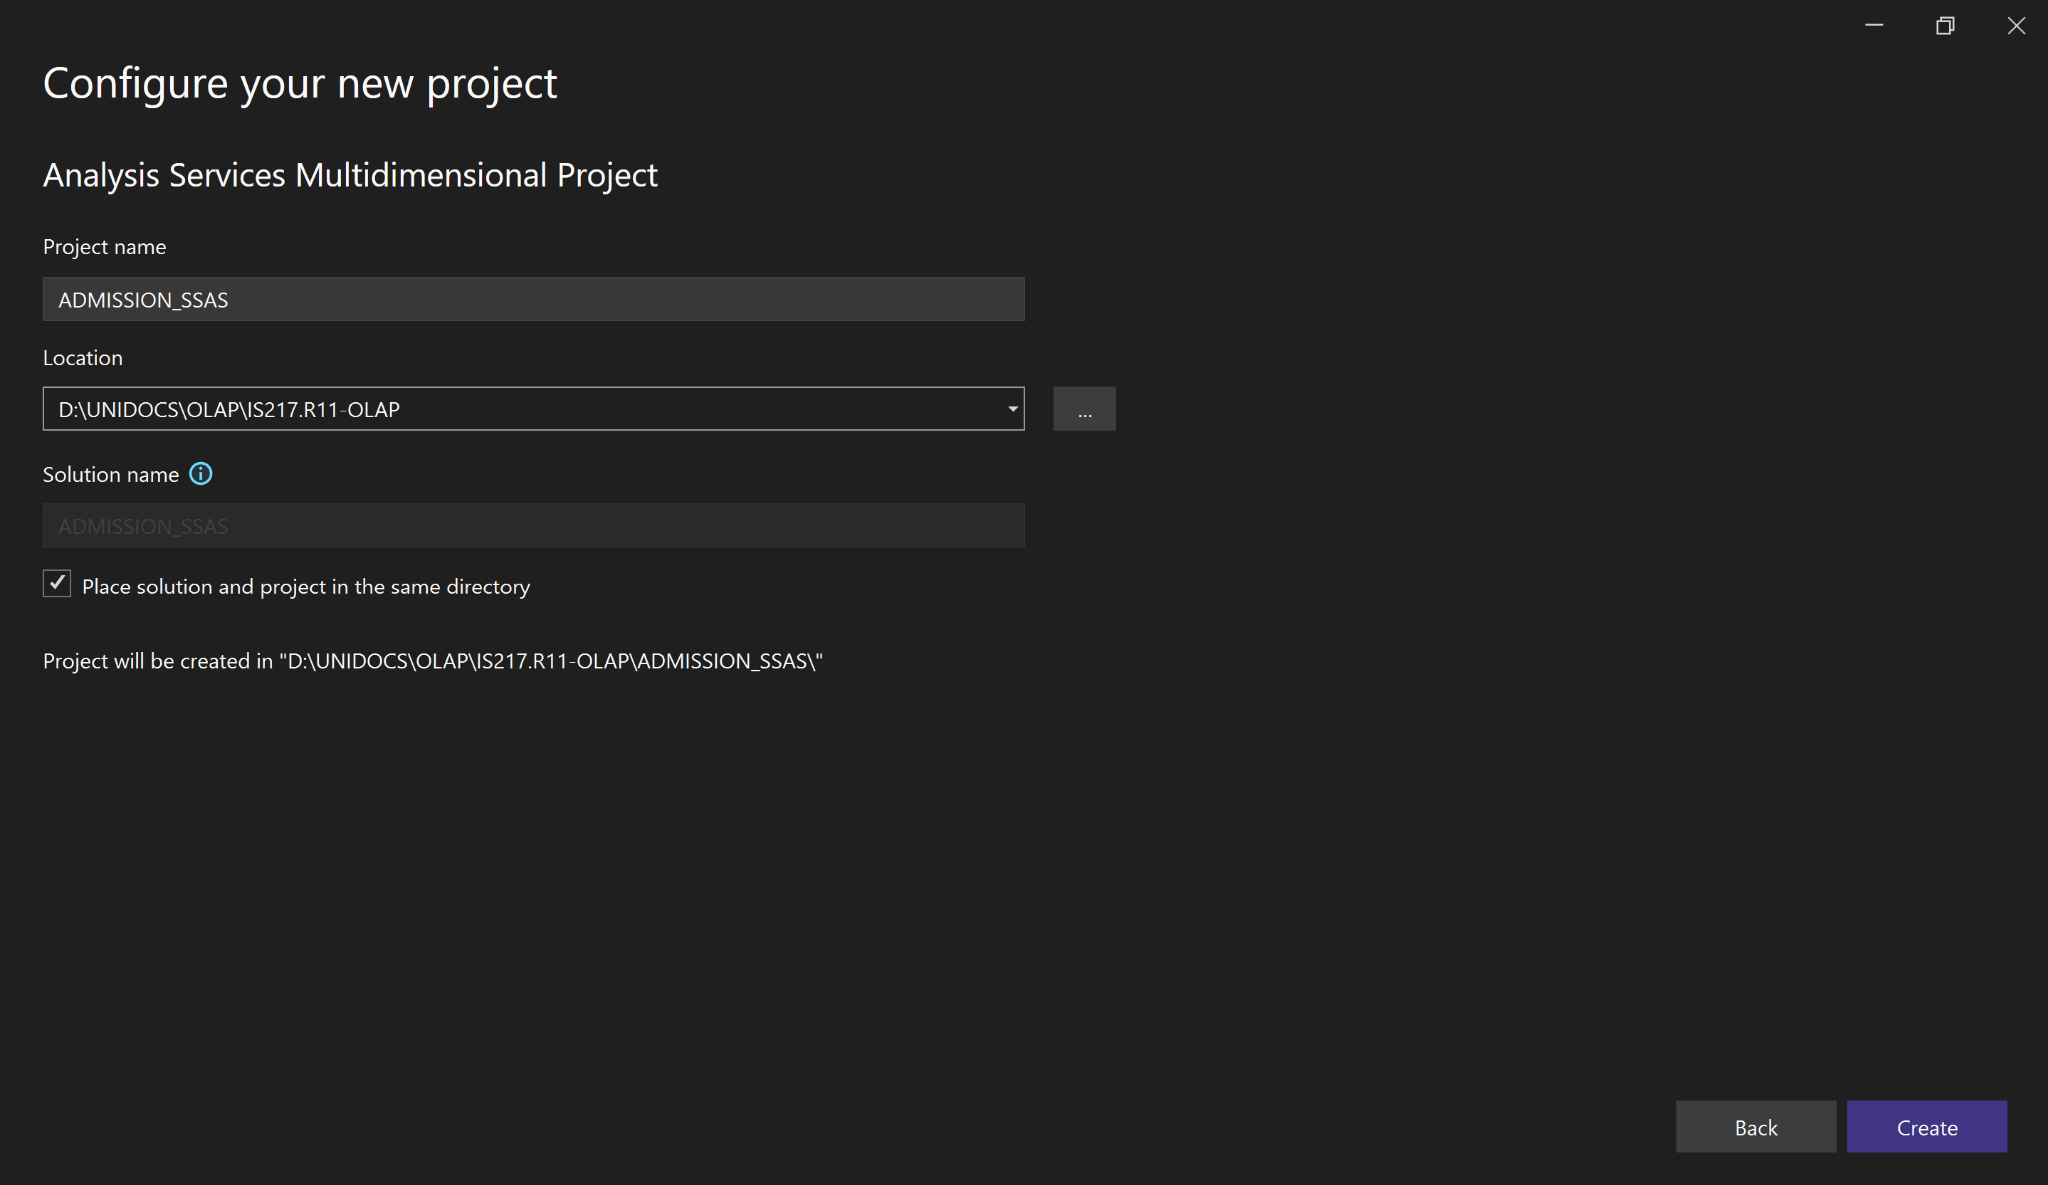 Configure your new project
Analysis Services Multidimensional Project
Project name
ADMISSION_SSAS
Location
D:\UNIDOCS\OLAP\IS217.R11-OLAP
...
Solution name
ADMISSION_SSAS
Place solution and project in the same directory
Project will be created in "D:\UNIDOCS\OLAP\IS217.R11-OLAP\ADMISSION_SSAS\"
Back
Create